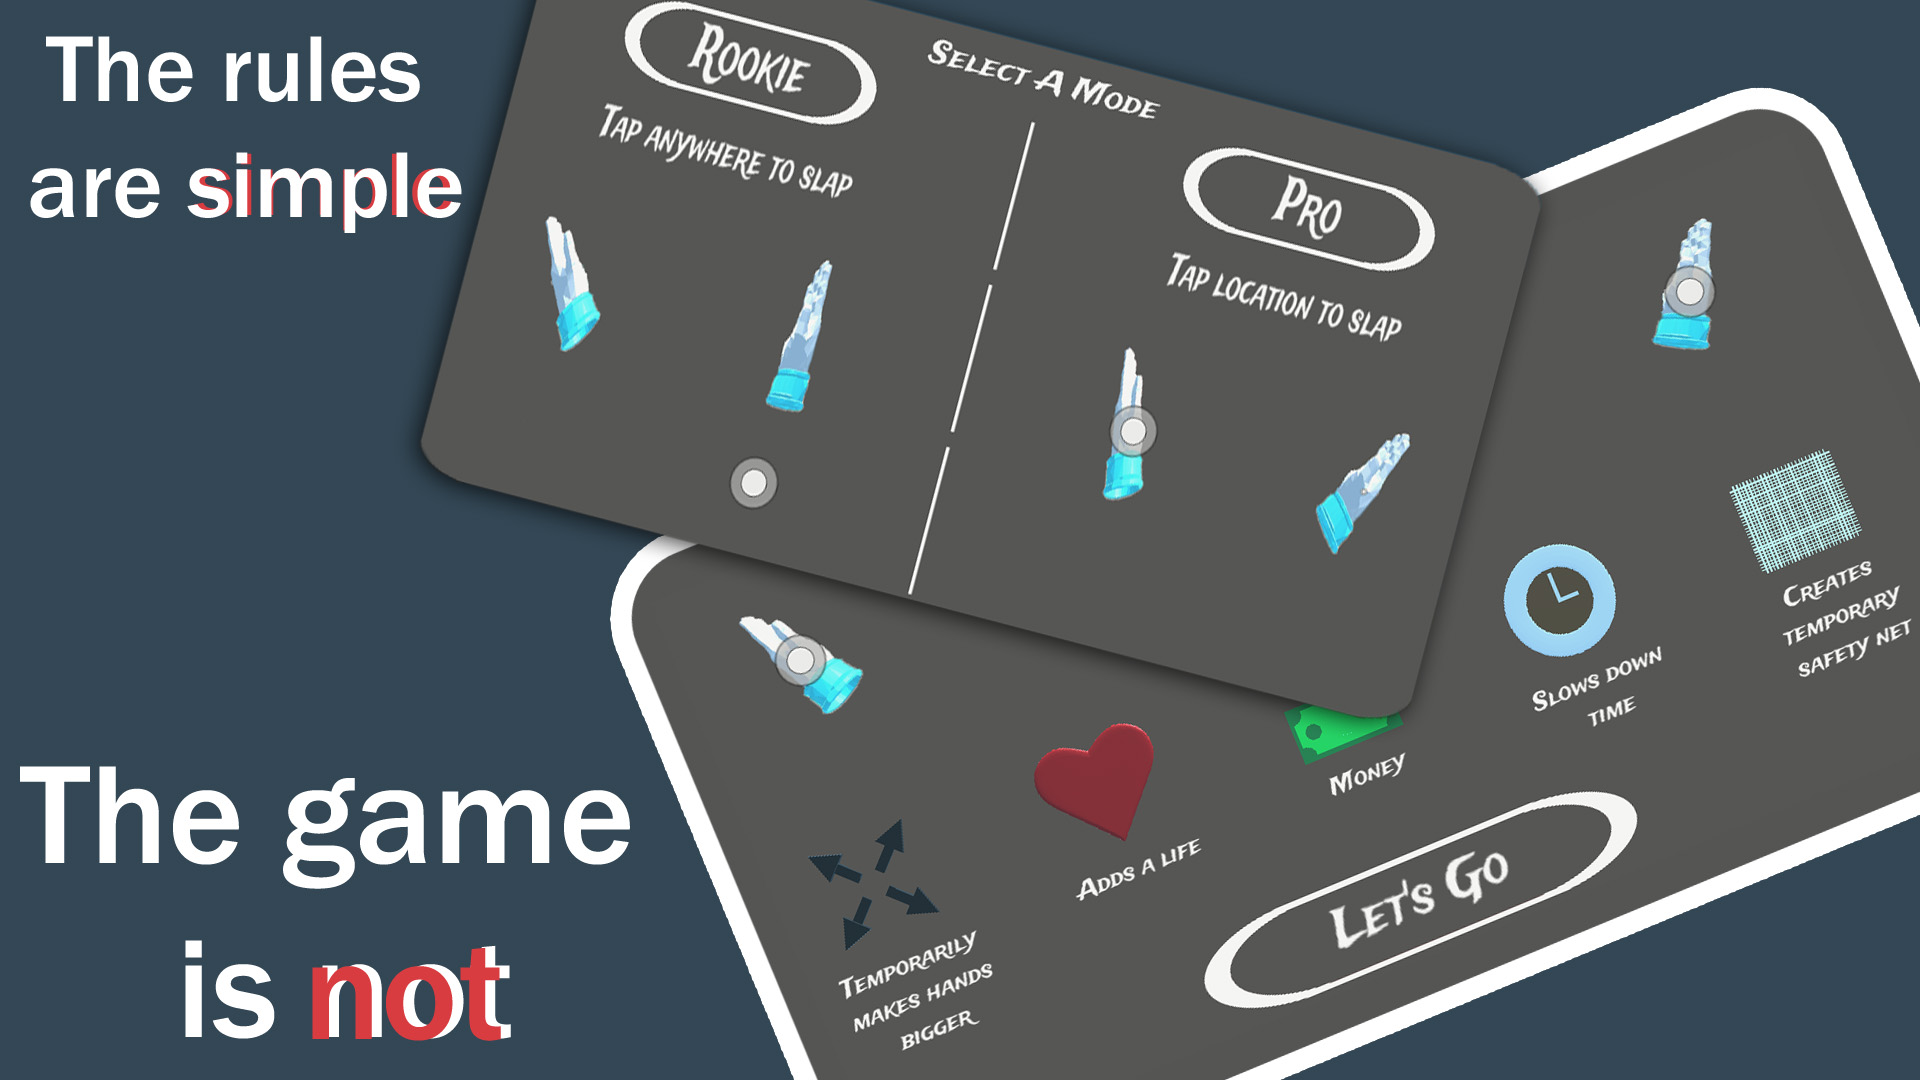 The rules
are simple
The game
is not
Select A Mode
Rookie
Tap anywhere to slap
Pro
Tap location to slap
Temporarily
makes hands
bigger
Adds a life
Money
Slows down
time
Creates
temporary
safety net
Let's Go